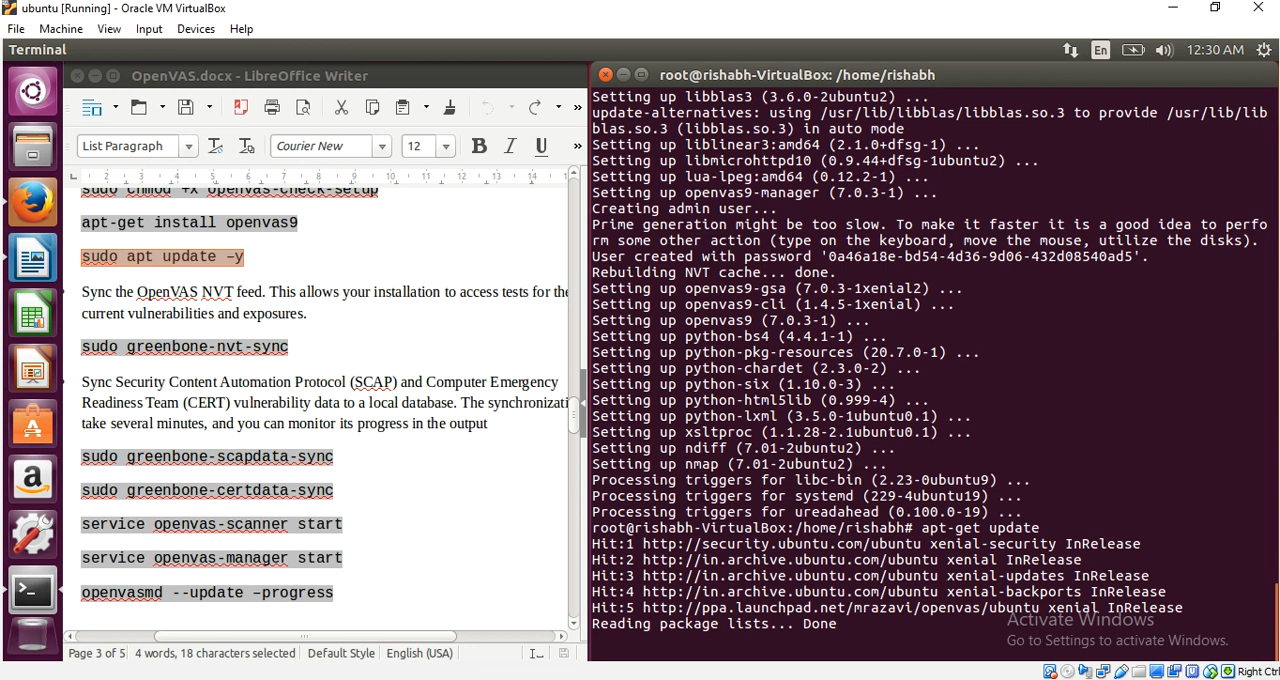 ubuntu [Running] - Oracle VM VirtualBox
File Machine View Input Devices Help
Terminal
En
12:30 AM
OpenVAS.docx - LibreOffice Writer
List Paragraph
Courier New
12
B I U
1 2 3 4 5 6 7 8 9 10 11 12 13 14
sudo chmod +x openvas-check-setup
apt-get install openvas9
sudo apt update –y
Sync the OpenVAS NVT feed. This allows your installation to access tests for the
current vulnerabilities and exposures.
sudo greenbone-nvt-sync
Sync Security Content Automation Protocol (SCAP) and Computer Emergency
Readiness Team (CERT) vulnerability data to a local database. The synchronizati
take several minutes, and you can monitor its progress in the output
sudo greenbone-scapdata-sync
sudo greenbone-certdata-sync
service openvas-scanner start
service openvas-manager start
openvasmd --update –progress
Page 3 of 5 4 words, 18 characters selected Default Style English (USA)
root@rishabh-VirtualBox: /home/rishabh
Setting up libblas3 (3.6.0-2ubuntu2) ...
update-alternatives: using /usr/lib/libblas/libblas.so.3 to provide /usr/lib/lib
blas.so.3 (libblas.so.3) in auto mode
Setting up liblinear3:amd64 (2.1.0+dfsg-1) ...
Setting up libmicrohttpd10 (0.9.44+dfsg-1ubuntu2) ...
Setting up lua-lpeg:amd64 (0.12.2-1) ...
Setting up openvas9-manager (7.0.3-1) ...
Creating admin user...
Prime generation might be too slow. To make it faster it is a good idea to perfo
rm some other action (type on the keyboard, move the mouse, utilize the disks).
User created with password '0a46a18e-bd54-4d36-9d06-432d08540ad5'.
Rebuilding NVT cache... done.
Setting up openvas9-gsa (7.0.3-1xenial2) ...
Setting up openvas9-cli (1.4.5-1xenial) ...
Setting up openvas9 (7.0.3-1) ...
Setting up python-bs4 (4.4.1-1) ...
Setting up python-pkg-resources (20.7.0-1) ...
Setting up python-chardet (2.3.0-2) ...
Setting up python-six (1.10.0-3) ...
Setting up python-html5lib (0.999-4) ...
Setting up python-lxml (3.5.0-1ubuntu0.1) ...
Setting up xsltproc (1.1.28-2.1ubuntu0.1) ...
Setting up ndiff (7.01-2ubuntu2) ...
Setting up nmap (7.01-2ubuntu2) ...
Processing triggers for libc-bin (2.23-0ubuntu9) ...
Processing triggers for systemd (229-4ubuntu19) ...
Processing triggers for ureadahead (0.100.0-19) ...
root@rishabh-VirtualBox:/home/rishabh# apt-get update
Hit:1 http://security.ubuntu.com/ubuntu xenial-security InRelease
Hit:2 http://in.archive.ubuntu.com/ubuntu xenial InRelease
Hit:3 http://in.archive.ubuntu.com/ubuntu xenial-updates InRelease
Hit:4 http://in.archive.ubuntu.com/ubuntu xenial-backports InRelease
Hit:5 http://ppa.launchpad.net/mrazavi/openvas/ubuntu xenial InRelease
Reading package lists... Done
Activate Windows
Go to Settings to activate Windows.
Right Ctrl